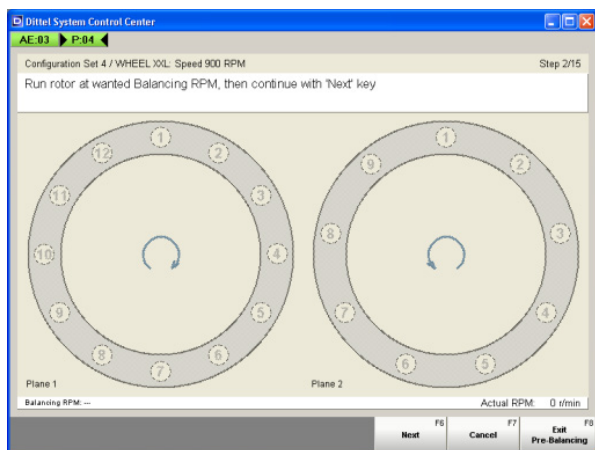 Dittel System Control Center
AE:03 P:04
Configuration Set 4 / WHEEL XXL: Speed 900 RPM Step 2/15
Run rotor at wanted Balancing RPM, then continue with 'Next' key
1 2 3 4 5 6 7 8 9 10 11 12
1 2 3 4 5 6 7 8 9
Plane 1 Plane 2
Balancing RPM: --- Actual RPM: 0 r/min
F6 F7 F8
Next Cancel Exit
Pre-Balancing